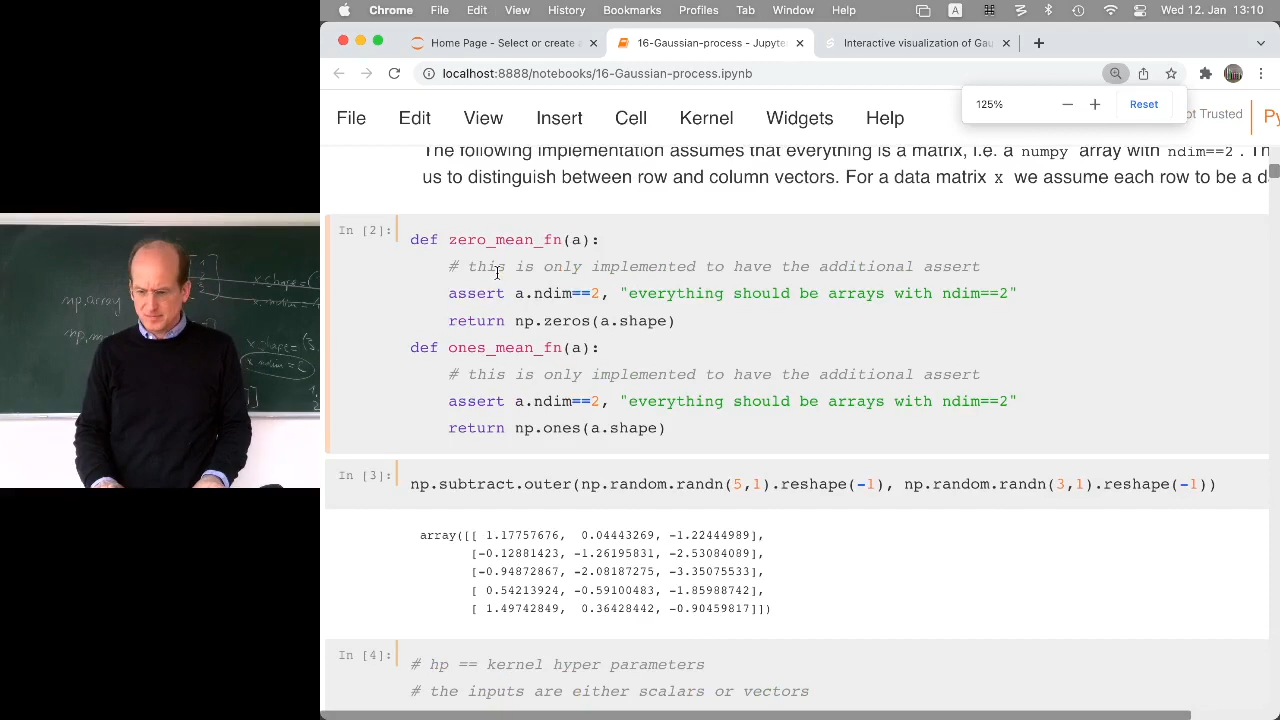 Chrome File Edit View History Bookmarks Profiles Tab Window Help A Wed 12. Jan 13:10
Home Page - Select or create a 16-Gaussian-process - Jupyte Interactive visualization of Gau
localhost:8888/notebooks/16-Gaussian-process.ipynb
125% Reset
File Edit View Insert Cell Kernel Widgets Help ot Trusted Py
The following implementation assumes that everything is a matrix, i.e. a numpy array with ndim==2. Th
us to distinguish between row and column vectors. For a data matrix x we assume each row to be a d
In [2]:
def zero_mean_fn(a):
# this is only implemented to have the additional assert
assert a.ndim==2, "everything should be arrays with ndim==2"
return np.zeros(a.shape)
def ones_mean_fn(a):
# this is only implemented to have the additional assert
assert a.ndim==2, "everything should be arrays with ndim==2"
return np.ones(a.shape)
In [3]:
np.subtract.outer(np.random.randn(5,1).reshape(-1), np.random.randn(3,1).reshape(-1))
array([[ 1.17757676, 0.04443269, -1.22444989],
[-0.12881423, -1.26195831, -2.53084089],
[-0.94872867, -2.08187275, -3.35075533],
[ 0.54213924, -0.59100483, -1.85988742],
[ 1.49742849, 0.36428442, -0.90459817]])
In [4]:
# hp == kernel hyper parameters
# the inputs are either scalars or vectors
np.array
x.shape
x.ndim = 2